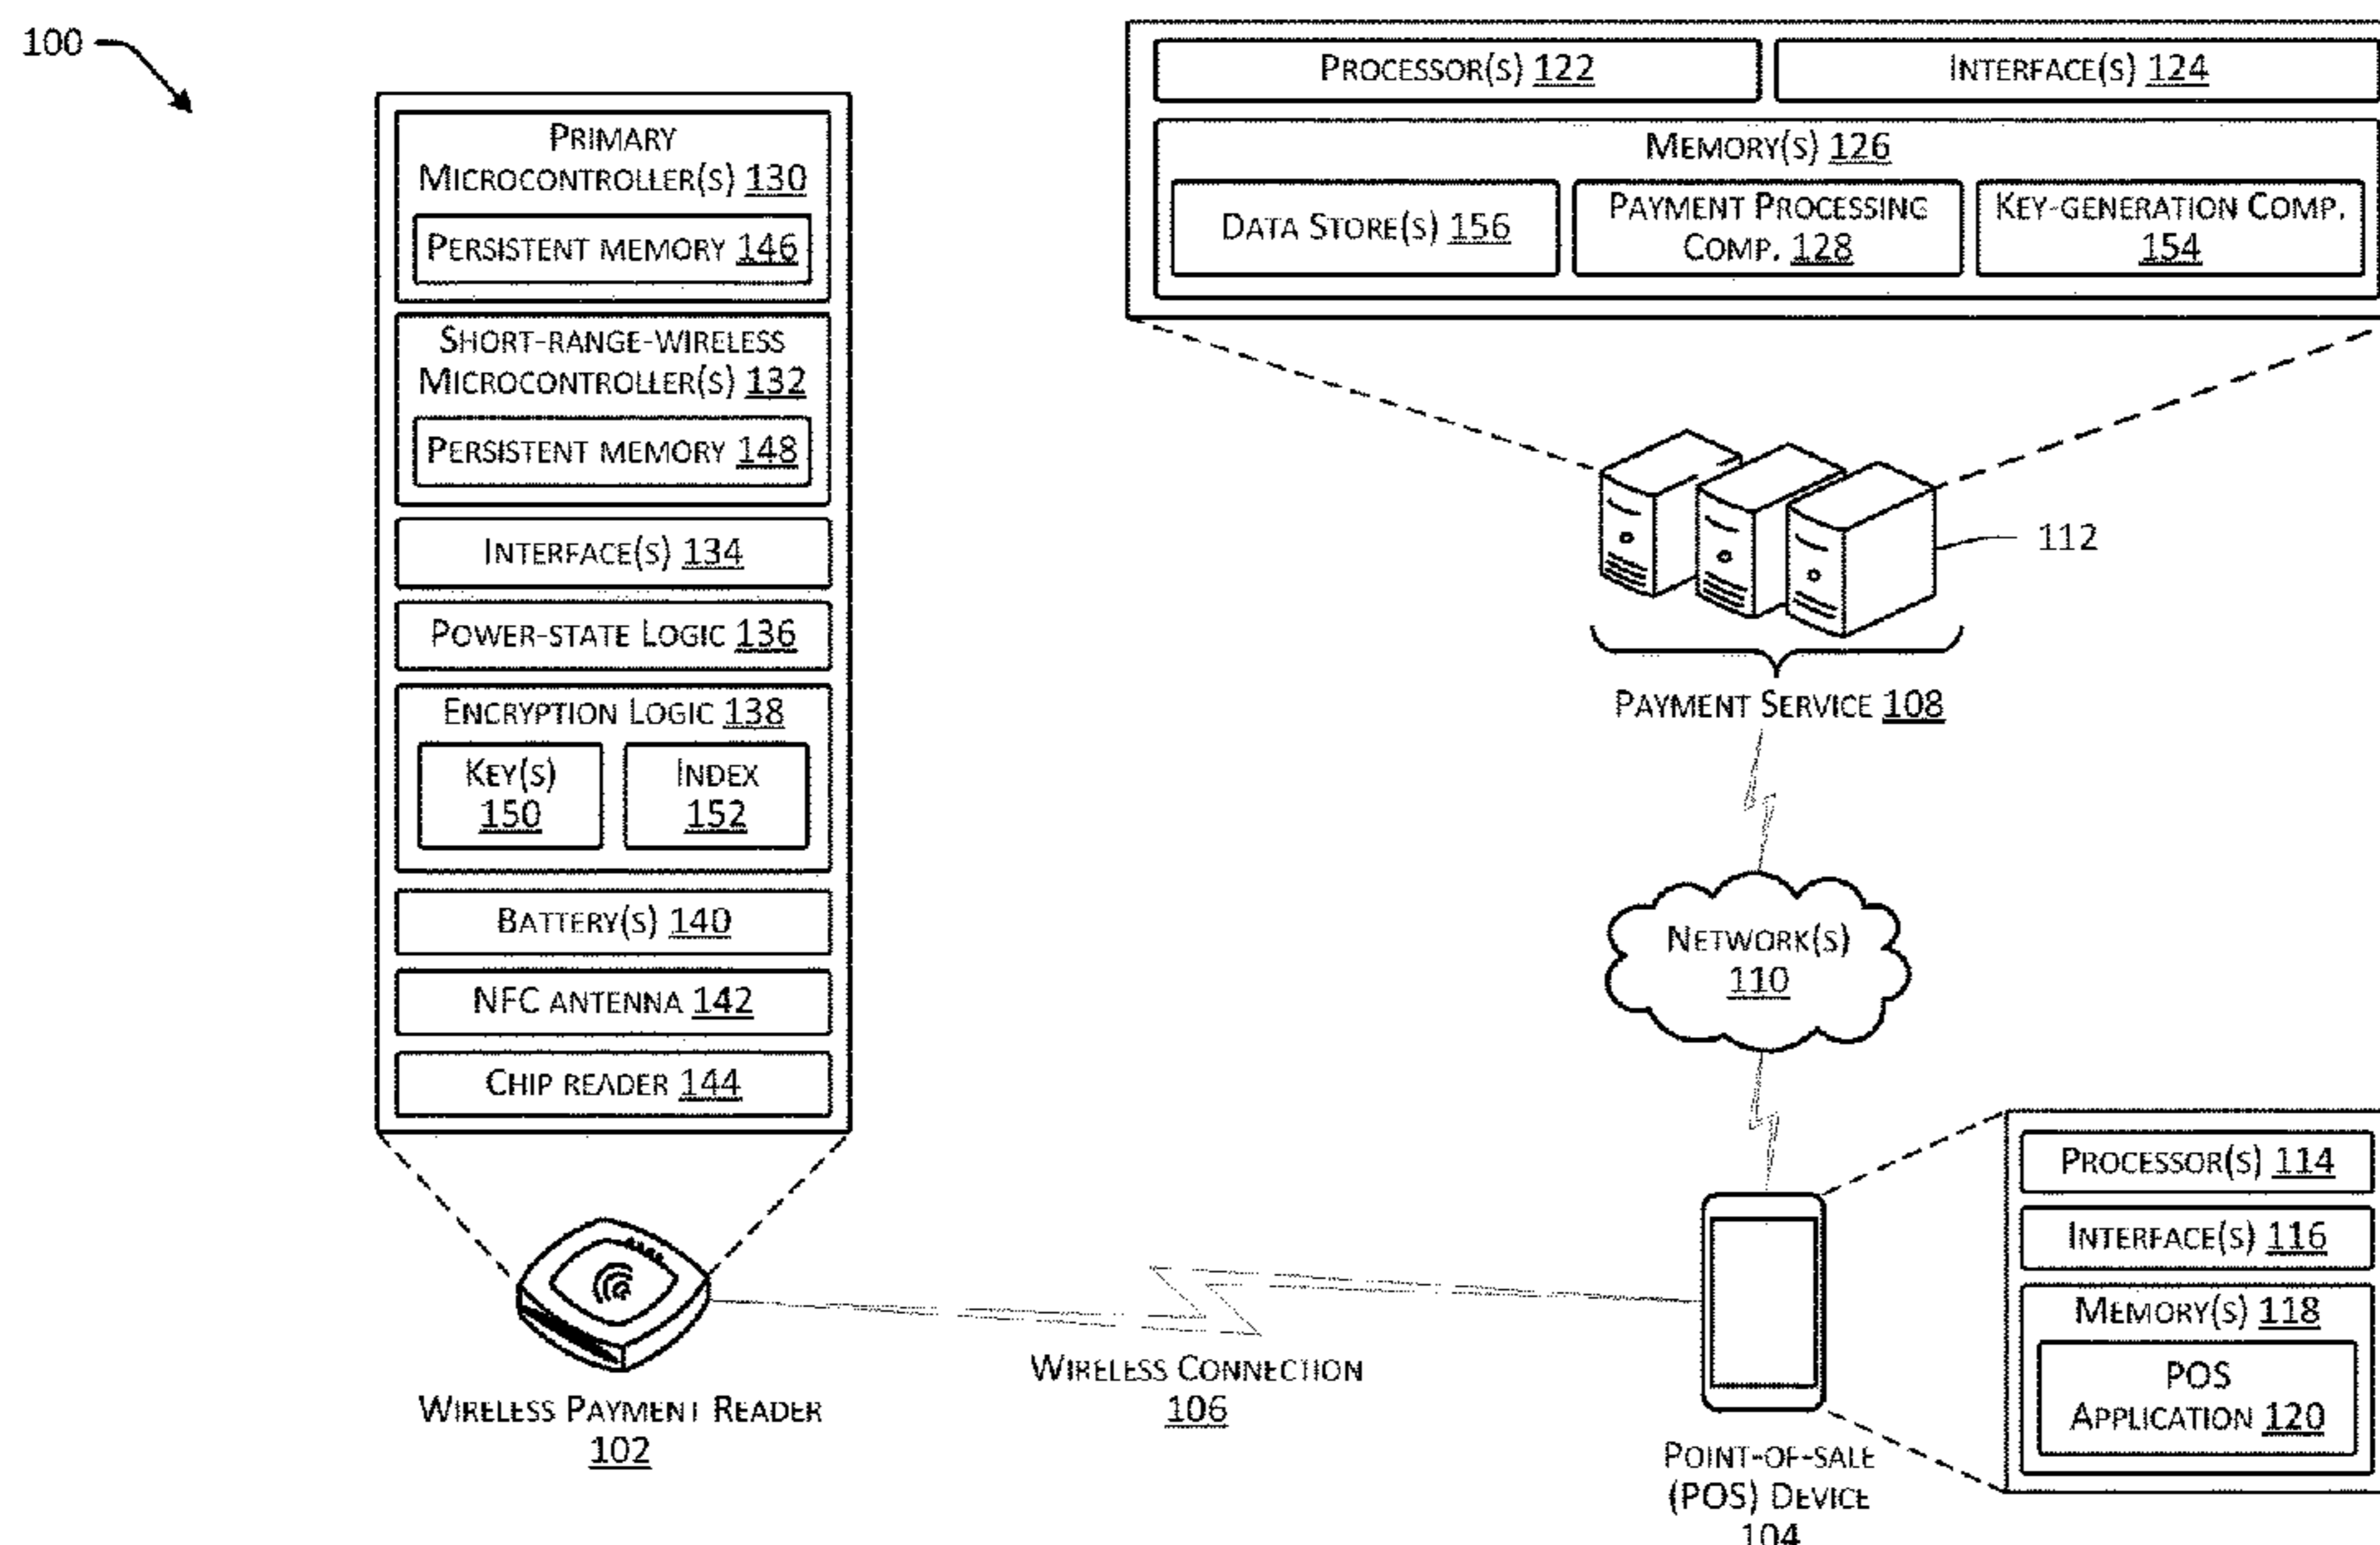 100
PRIMARY
MICROCONTROLLER(S) 130
PERSISTENT MEMORY 146
SHORT-RANGE-WIRELESS
MICROCONTROLLER(S) 132
PERSISTENT MEMORY 148
INTERFACE(S) 134
POWER-STATE LOGIC 136
ENCRYPTION LOGIC 138
KEY(S)
150
INDEX
152
BATTERY(S) 140
NFC ANTENNA 142
CHIP READER 144
WIRELESS PAYMENT READER
102
PROCESSOR(S) 122
INTERFACE(S) 124
MEMORY(S) 126
DATA STORE(S) 156
PAYMENT PROCESSING
COMP. 128
KEY-GENERATION COMP.
154
112
PAYMENT SERVICE 108
NETWORK(S)
110
WIRELESS CONNECTION
106
PROCESSOR(S) 114
INTERFACE(S) 116
MEMORY(S) 118
POS
APPLICATION 120
POINT-OF-SALE
(POS) DEVICE
104